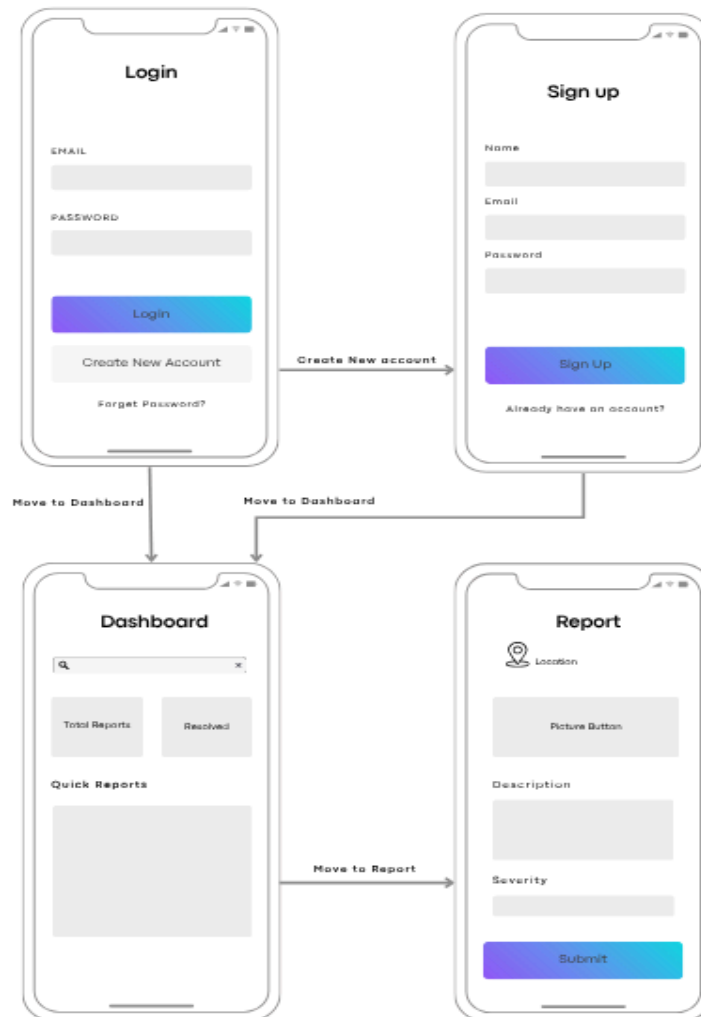 Login
EMAIL
PASSWORD
Login
Create New Account
Forget Password?
Create New account
Sign up
Name
Email
Password
Sign Up
Already have an account?
Move to Dashboard
Move to Dashboard
Dashboard
Total Reports
Resolved
Quick Reports
Move to Report
Report
Location
Picture Button
Description
Severity
Submit